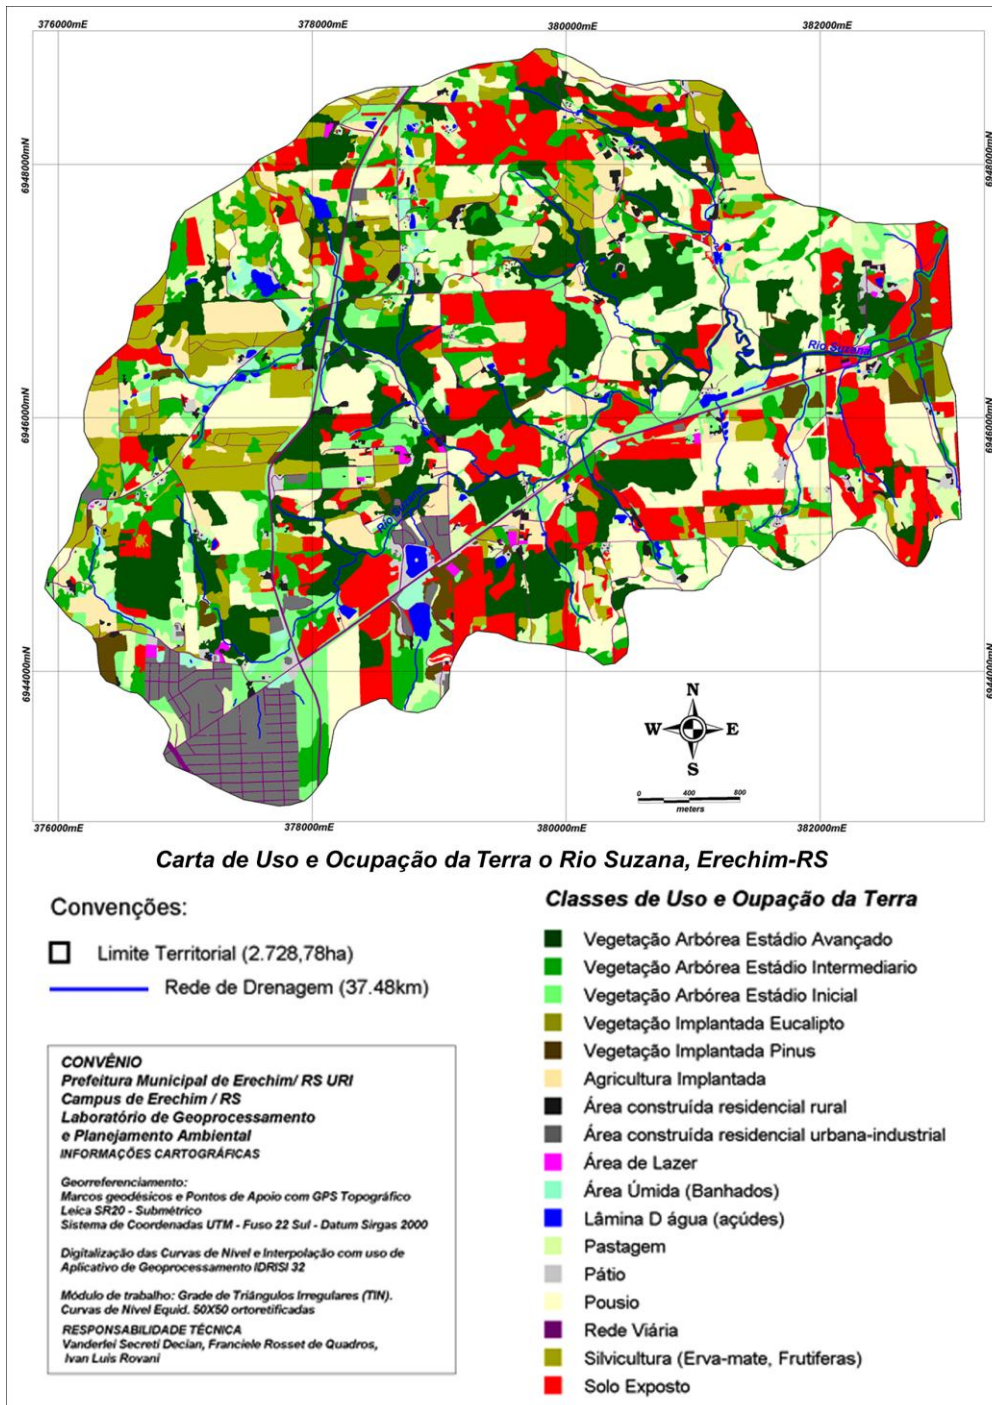 376000mE
378000mE
380000mE
382000mE
6948000mN
6948000mN
6946000mN
6946000mN
6944000mN
6944000mN
Rio Suzana
Rio Suzana
N
W E
S
0 400 800
meters
376000mE
378000mE
380000mE
382000mE
Carta de Uso e Ocupação da Terra o Rio Suzana, Erechim-RS
Convenções:
Limite Territorial (2.728,78ha)
Rede de Drenagem (37.48km)
CONVÊNIO
Prefeitura Municipal de Erechim/ RS URI
Campus de Erechim / RS
Laboratório de Geoprocessamento
e Planejamento Ambiental
INFORMAÇÕES CARTOGRÁFICAS
Georreferenciamento:
Marcos geodésicos e Pontos de Apoio com GPS Topográfico
Leica SR20 - Submétrico
Sistema de Coordenadas UTM - Fuso 22 Sul - Datum Sirgas 2000
Digitalização das Curvas de Nível e Interpolação com uso de
Aplicativo de Geoprocessamento IDRISI 32
Módulo de trabalho: Grade de Triângulos Irregulares (TIN).
Curvas de Nível Equid. 50X50 ortoretificadas
RESPONSABILIDADE TÉCNICA
Vanderlei Secreti Decian, Franciele Rosset de Quadros,
Ivan Luis Rovani
Classes de Uso e Oupação da Terra
Vegetação Arbórea Estádio Avançado
Vegetação Arbórea Estádio Intermediario
Vegetação Arbórea Estádio Inicial
Vegetação Implantada Eucalipto
Vegetação Implantada Pinus
Agricultura Implantada
Área construída residencial rural
Área construída residencial urbana-industrial
Área de Lazer
Área Úmida (Banhados)
Lâmina D água (açúdes)
Pastagem
Pátio
Pousio
Rede Viária
Silvicultura (Erva-mate, Frutiferas)
Solo Exposto